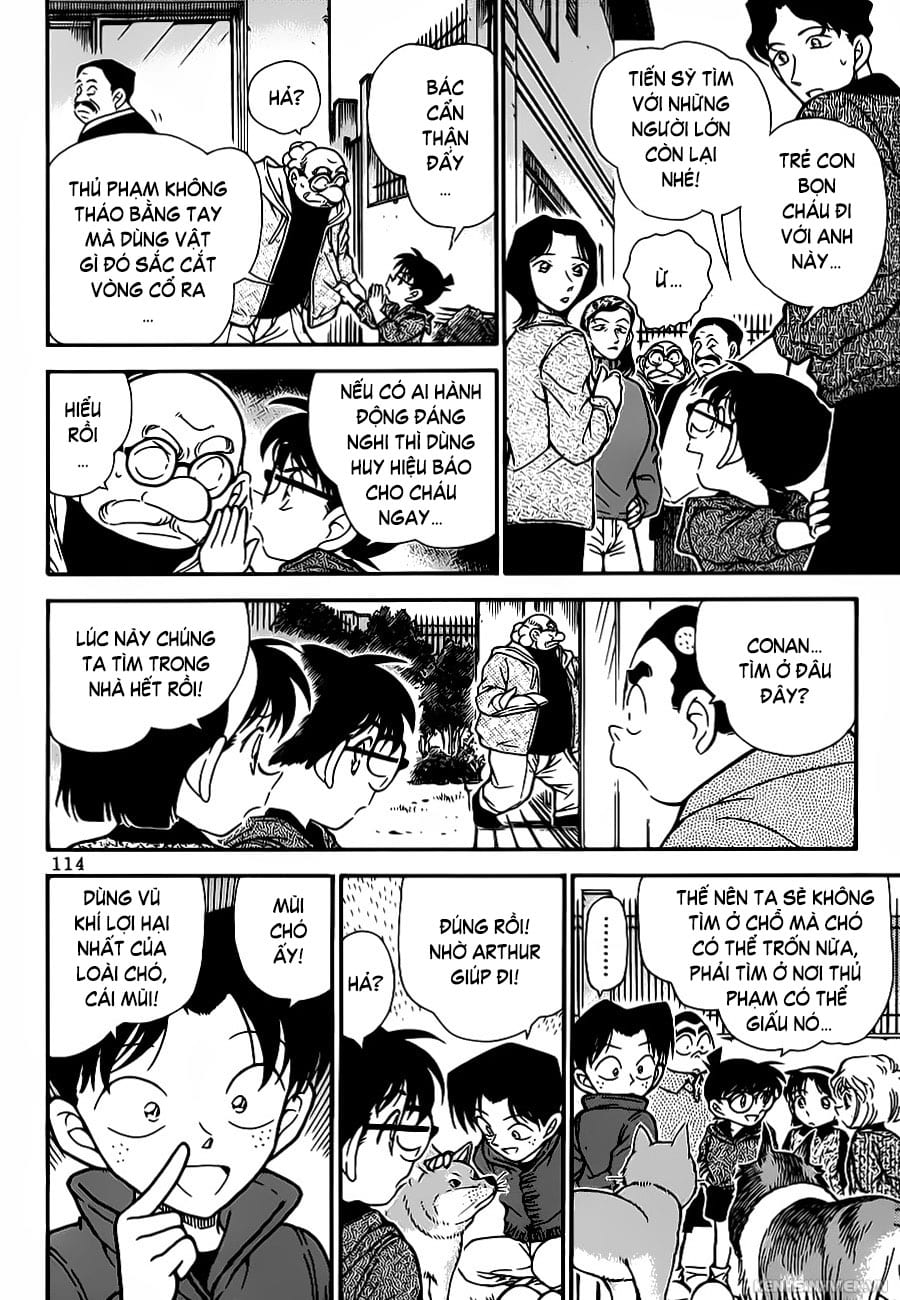 TIẾN SỸ TÌM
VỚI NHỮNG
NGƯỜI LỚN
CÒN LẠI
NHÉ!
TRẺ CON
BỌN
CHÁU ĐI
VỚI ANH
NÀY...
Ừ
...
BÁC
CẨN
THẬN
ĐẤY
...
HẢ?
THỦ PHẠM KHÔNG
THÁO BẰNG TAY
MÀ DÙNG VẬT
GÌ ĐÓ SẮC CẮT
VÒNG CỔ RA
...
NẾU CÓ AI HÀNH
ĐỘNG ĐÁNG
NGHI THÌ DÙNG
HUY HIỆU BÁO
CHO CHÁU
NGAY...
HIỂU
RỒI
...
CONAN...
TÌM Ở ĐÂU
ĐÂY?
LÚC NÀY CHÚNG
TA TÌM TRONG
NHÀ HẾT RỒI!
114
THẾ NÊN TA SẼ KHÔNG
TÌM Ở CHỖ MÀ CHÓ
CÓ THỂ TRỐN NỮA,
PHẢI TÌM Ở NƠI THỦ
PHẠM CÓ THỂ
GIẤU NÓ...
........
ĐÚNG RỒI!
NHỜ ARTHUR
GIÚP ĐI!
HẢ?
MŨI
CHÓ
ẤY!
DÙNG VŨ
KHÍ LỢI HẠI
NHẤT CỦA
LOÀI CHÓ,
CÁI MŨI!
KENHSINHVIEN.VN